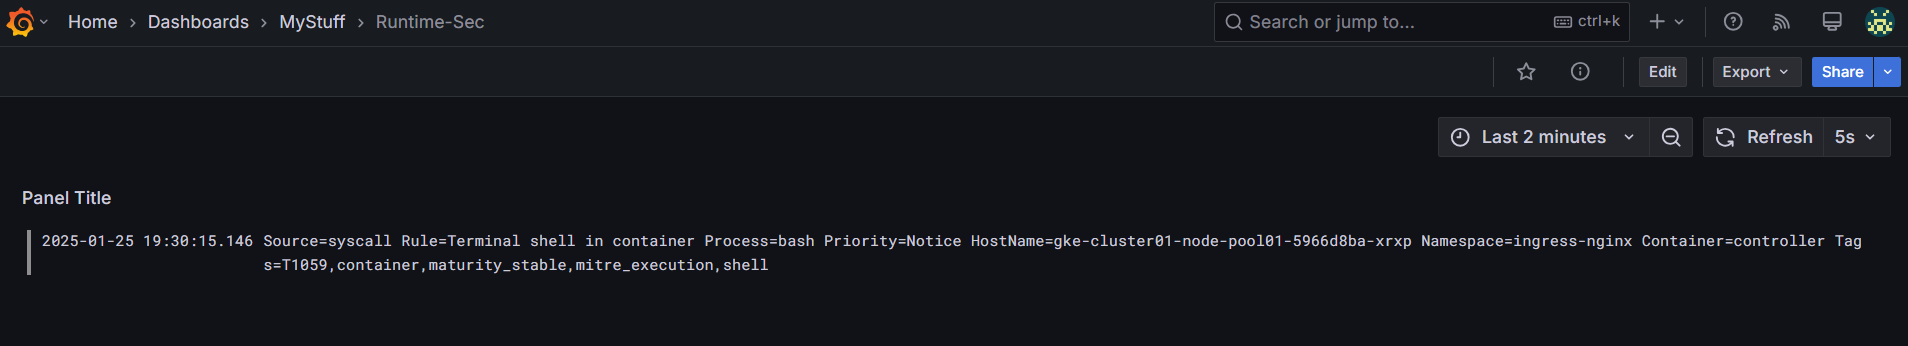 Home › Dashboards › MyStuff › Runtime-Sec
Search or jump to... ctrl+k
Edit Export Share
Last 2 minutes Refresh 5s
Panel Title
2025-01-25 19:30:15.146 Source=syscall Rule=Terminal shell in container Process=bash Priority=Notice HostName=gke-cluster01-node-pool01-5966d8ba-xrxp Namespace=ingress-nginx Container=controller Tag
s=T1059,container,maturity_stable,mitre_execution,shell